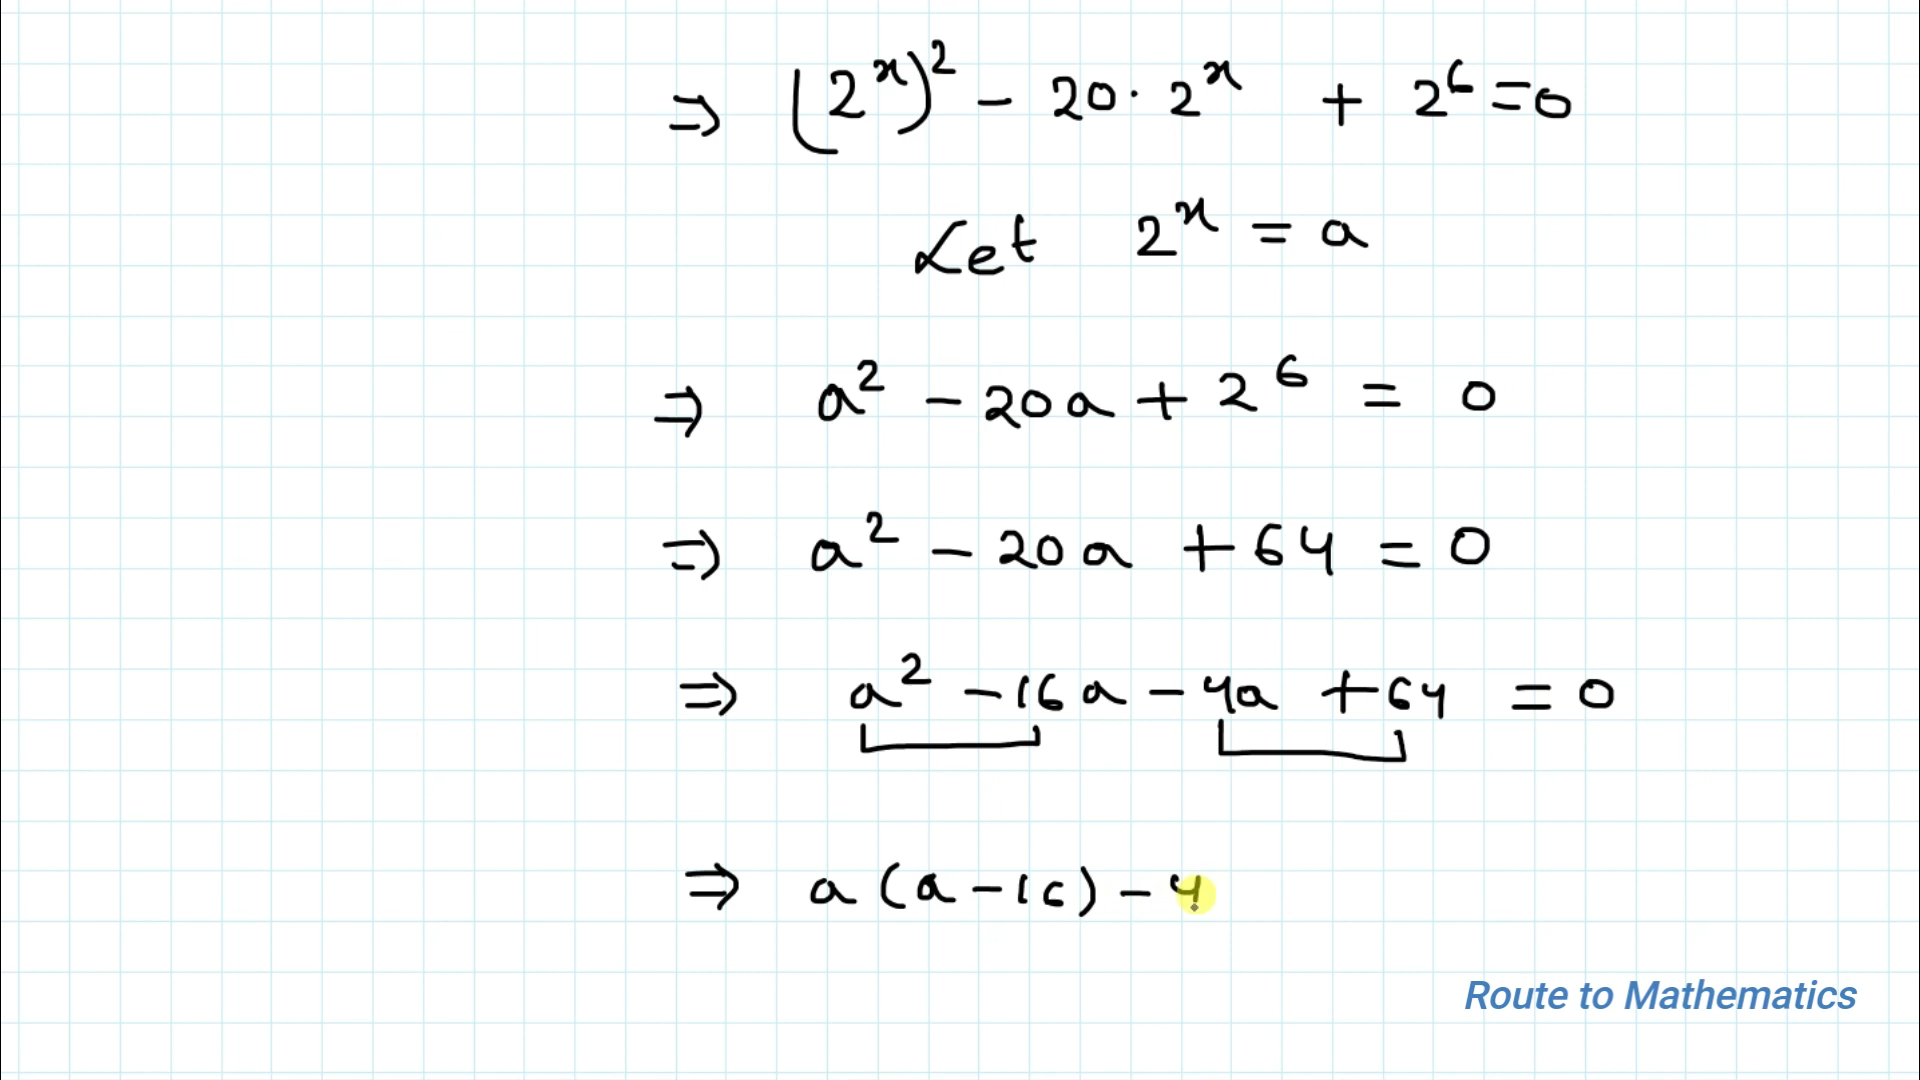 ⇒ (2^x)^2 - 20 · 2^x + 2^6 = 0
Let 2^x = a
⇒ a^2 - 20a + 2^6 = 0
⇒ a^2 - 20a + 64 = 0
⇒ a^2 - 16a - 4a + 64 = 0
⇒ a (a - 16) - 4
Route to Mathematics